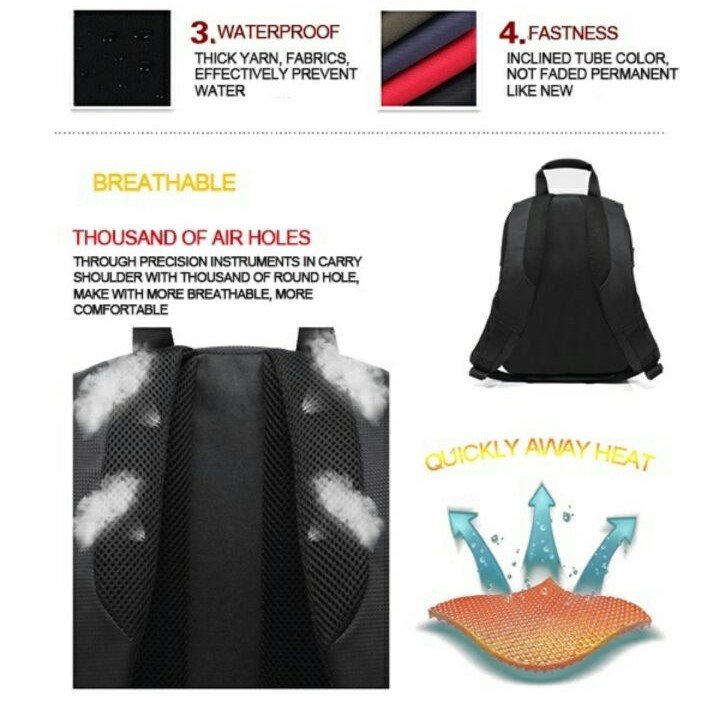 3. WATERPROOF
THICK YARN, FABRICS,
EFFECTIVELY PREVENT
WATER
4. FASTNESS
INCLINED TUBE COLOR,
NOT FADED PERMANENT
LIKE NEW
BREATHABLE
THOUSAND OF AIR HOLES
THROUGH PRECISION INSTRUMENTS IN CARRY
SHOULDER WITH THOUSAND OF ROUND HOLE,
MAKE WITH MORE BREATHABLE, MORE
COMFORTABLE
QUICKLY AWAY HEAT